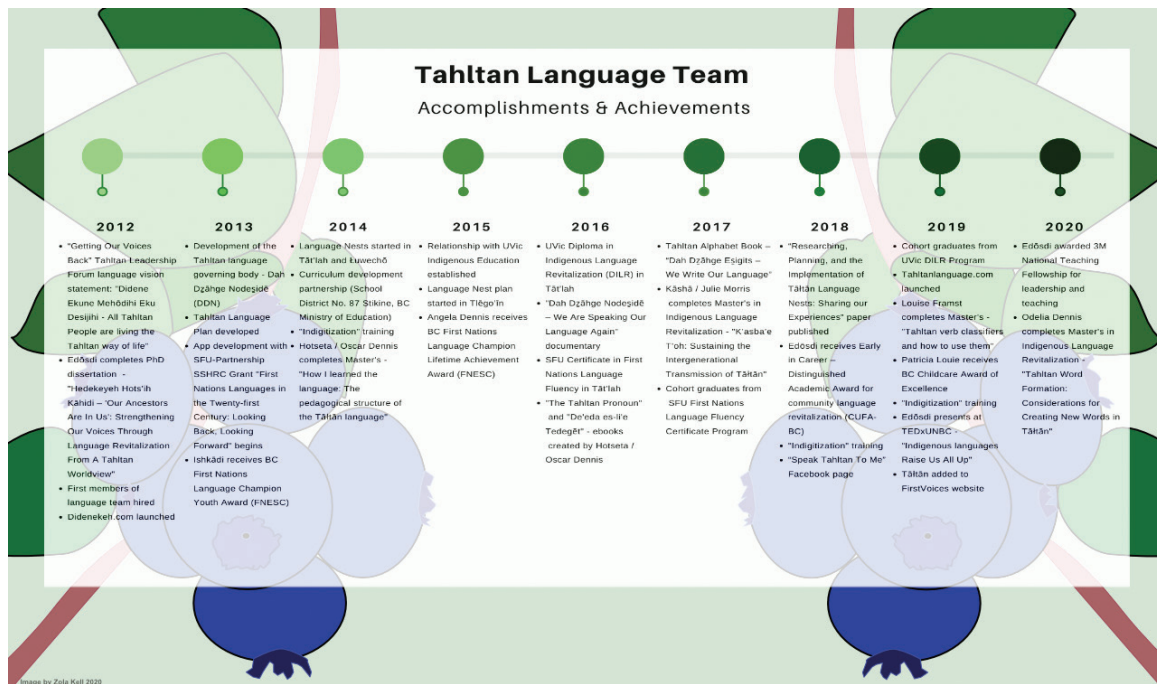 Tahltan Language Team
Accomplishments & Achievements
2012
• "Getting Our Voices
Back" Tahltan Leadership
Forum language vision
statement: "Didene
Ekune Mehōdihi Eku
Desijihi - All Tahltan
People are living the
Tahltan way of life"
• Edōsdi completes PhD
dissertation -
"Hedekeyeh Hots'ih
Kāhidi – 'Our Ancestors
Are In Us': Strengthening
Our Voices Through
Language Revitalization
From A Tahltan
Worldview"
• First members of
language team hired
• Didenekeh.com launched
2013
• Development of the
Tahltan language
governing body - Dah
Dẕāhge Nodeşidē
(DDN)
• Tahltan Language
Plan developed
• App development with
SFU-Partnership
SSHRC Grant "First
Nations Languages in
the Twenty-first
Century: Looking
Back, Looking
Forward" begins
• Ishkādi receives BC
First Nations
Language Champion
Youth Award (FNESC)
2014
• Language Nests started in
Tāt'lah and Łuwechō
• Curriculum development
partnership (School
District No. 87 Stikine, BC
Ministry of Education)
• "Indigitization" training
• Hotseta / Oscar Dennis
completes Master's -
"How I learned the
language: The
pedagogical structure of
the Tāłtān language"
2015
• Relationship with UVic
Indigenous Education
established
• Language Nest plan
started in Tlēgo'īn
• Angela Dennis receives
BC First Nations
Language Champion
Lifetime Achievement
Award (FNESC)
2016
• UVic Diploma in
Indigenous Language
Revitalization (DILR) in
Tāt'lah
• "Dah Dẕāhge Nodeşidē
– We Are Speaking Our
Language Again"
documentary
• SFU Certificate in First
Nations Language
Fluency in Tāt'lah
• "The Tahltan Pronoun"
and "De'eda es-lī'e
Tedegēt" - ebooks
created by Hotseta /
Oscar Dennis
2017
• Tahltan Alphabet Book –
"Dah Dẕāhge Eşigits –
We Write Our Language"
• Kāshā / Julie Morris
completes Master's in
Indigenous Language
Revitalization - "K'asba'e
T'oh: Sustaining the
Intergenerational
Transmission of Tāłtān"
• Cohort graduates from
SFU First Nations
Language Fluency
Certificate Program
2018
• "Researching,
Planning, and the
Implementation of
Tāłtān Language
Nests: Sharing our
Experiences" paper
published
• Edōsdi receives Early
in Career –
Distinguished
Academic Award for
community language
revitalization (CUFA-
BC)
• "Indigitization" training
• "Speak Tahltan To Me"
Facebook page
2019
• Cohort graduates from
UVic DILR Program
• Tahltanlanguage.com
launched
• Louise Framst
completes Master's -
"Tahltan verb classifiers
and how to use them"
• Patricia Louie receives
BC Childcare Award of
Excellence
• "Indigitization" training
• Edōsdi presents at
TEDxUNBC -
"Indigenous languages
Raise Us All Up"
• Tāłtān added to
FirstVoices website
2020
• Edōsdi awarded 3M
National Teaching
Fellowship for
leadership and
teaching
• Odelia Dennis
completes Master's in
Indigenous Language
Revitalization -
"Tahltan Word
Formation:
Considerations for
Creating New Words in
Tāłtān"
Image by Zola Kell 2020